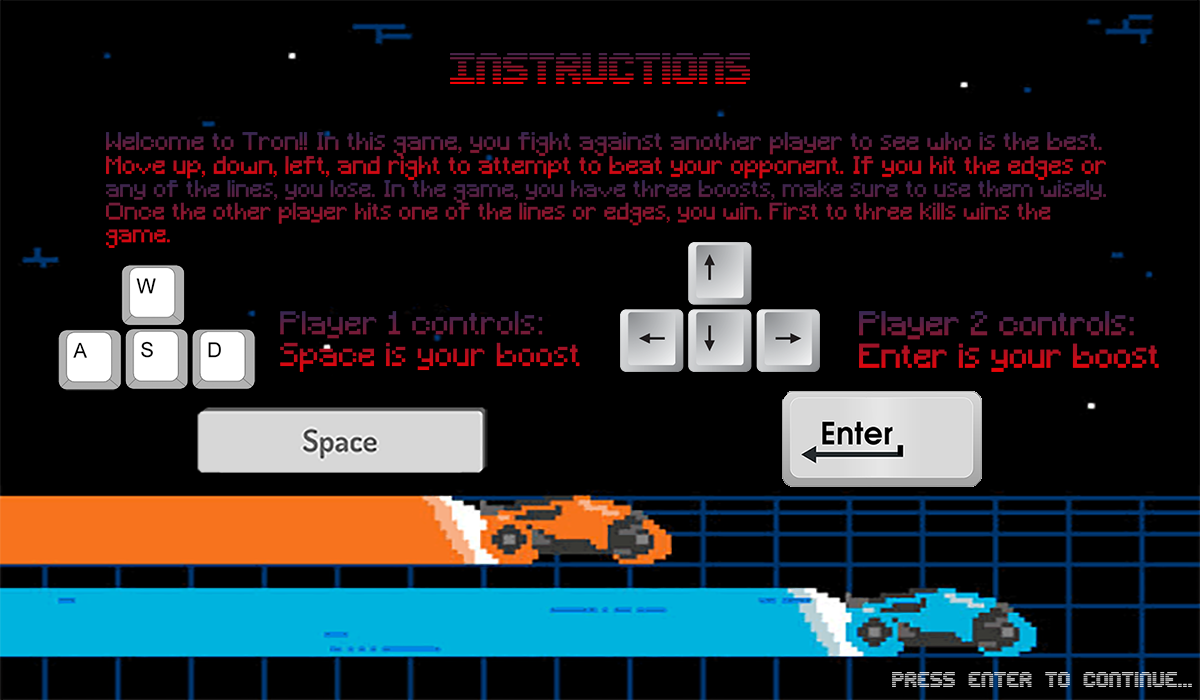 INSTRUCTIONS
Welcome to Tron!! In this game, you fight against another player to see who is the best.
Move up, down, left, and right to attempt to beat your opponent. If you hit the edges or
any of the lines, you lose. In the game, you have three boosts, make sure to use them wisely.
Once the other player hits one of the lines or edges, you win. First to three kills wins the
game.
W
A S D
Player 1 controls:
Space is your boost
Space
↑
← ↓ →
Player 2 controls:
Enter is your boost
Enter
PRESS ENTER TO CONTINUE...